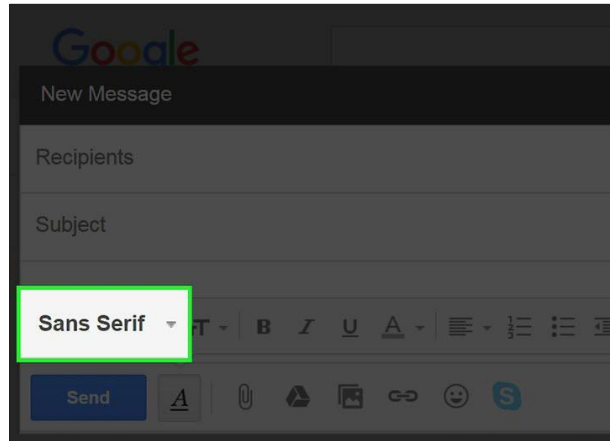 Google
New Message
Recipients
Subject
Sans Serif T B I U A
Send A
S